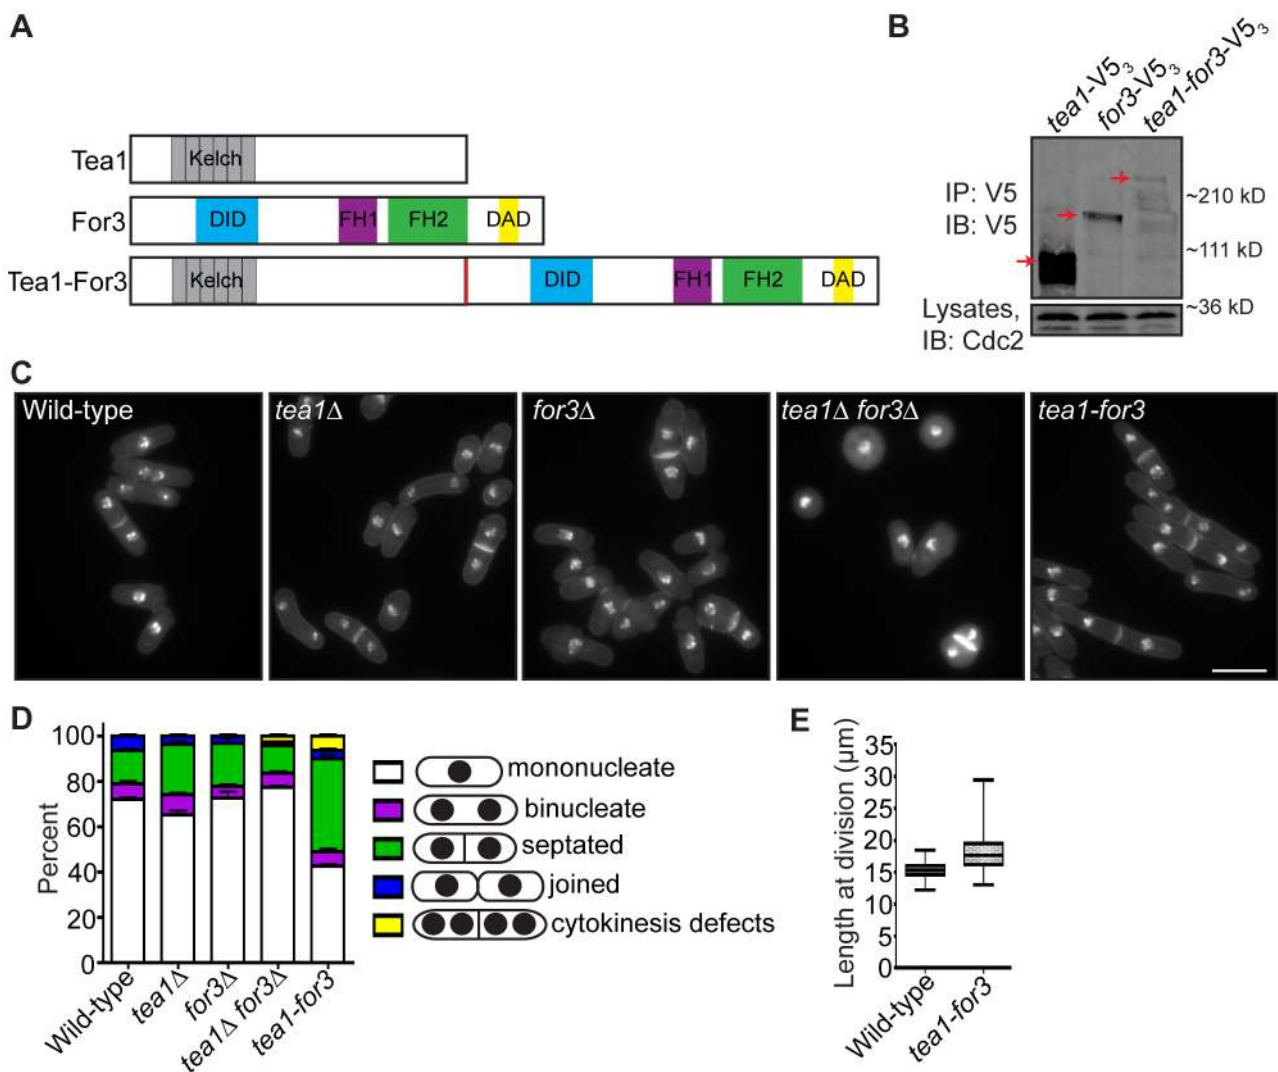 A
Tea1
Kelch
For3
DID
FH1
FH2
DAD
Tea1-For3
Kelch
DID
FH1
FH2
DAD
B
tea1-V5₃
for3-V5₃
tea1-for3-V5₃
IP: V5
IB: V5
~210 kD
~111 kD
~36 kD
Lysates,
IB: Cdc2
C
Wild-type
tea1Δ
for3Δ
tea1Δ for3Δ
tea1-for3
D
Percent
100
80
60
40
20
0
Wild-type
tea1Δ
for3Δ
tea1Δ for3Δ
tea1-for3
mononucleate
binucleate
septated
joined
cytokinesis defects
E
Length at division (µm)
35
30
25
20
15
10
5
0
Wild-type
tea1-for3